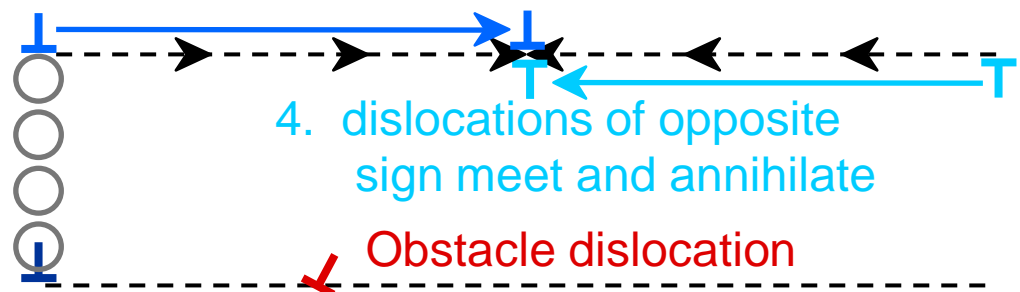 4. dislocations of opposite
sign meet and annihilate
Obstacle dislocation